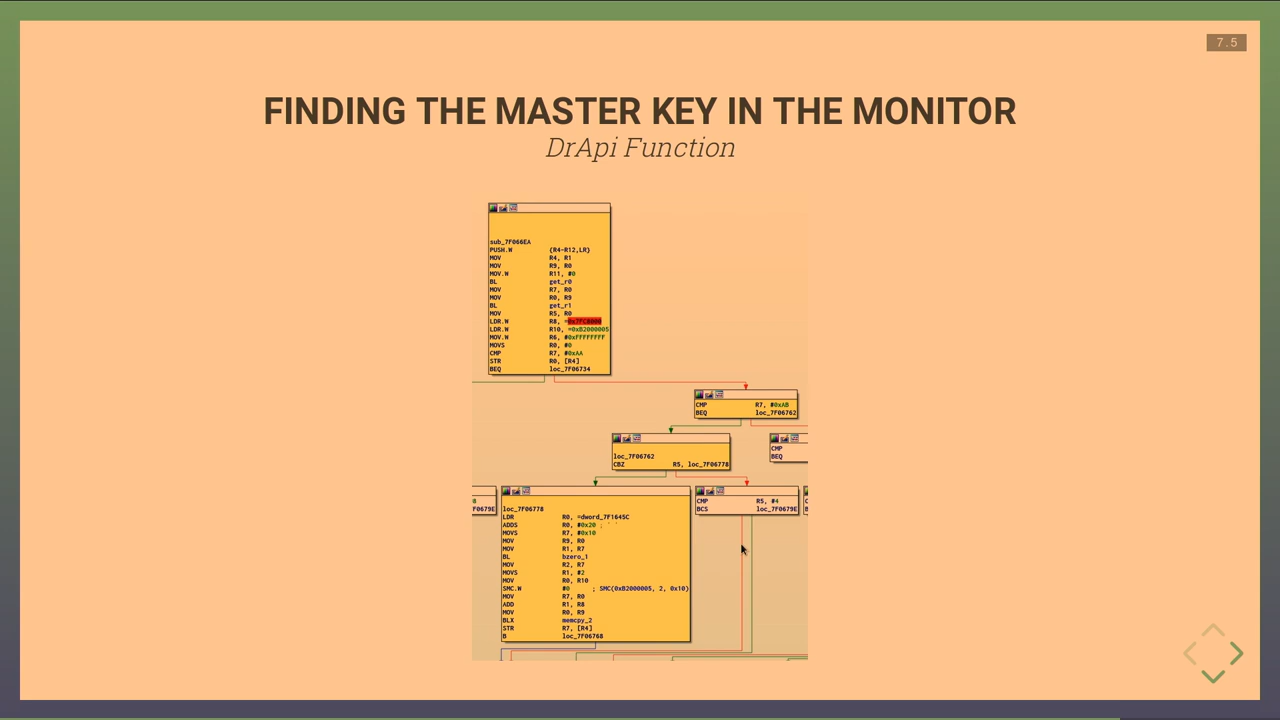 7.5
FINDING THE MASTER KEY IN THE MONITOR
DrApi Function
sub_7F066EA
PUSH.W {R4-R12,LR}
MOV R4, R1
MOV R9, R0
MOV.W R11, #0
BL get_r0
MOV R7, R0
MOV R0, R9
BL get_r1
MOV R5, R0
LDR.W R8, =0x7FC8000
LDR.W R10, =0xB2000005
MOV.W R6, #0xFFFFFFFF
MOVS R0, #0
CMP R7, #0xAA
STR R0, [R4]
BEQ loc_7F06734
CMP R7, #0xAB
BEQ loc_7F06762
loc_7F06762
CBZ R5, loc_7F06778
CMP
BEQ
F0679E
loc_7F06778
LDR R0, =dword_7F1645C
ADDS R0, #0x20 ; ' '
MOVS R7, #0x10
MOV R9, R0
MOV R1, R7
BL bzero_1
MOV R2, R7
MOVS R1, #2
MOV R0, R10
SMC.W #0 ; SMC(0xB2000005, 2, 0x10)
MOV R7, R0
ADD R1, R8
MOV R0, R9
BLX memcpy_2
STR R7, [R4]
B loc_7F06768
CMP R5, #4
BCS loc_7F0679E